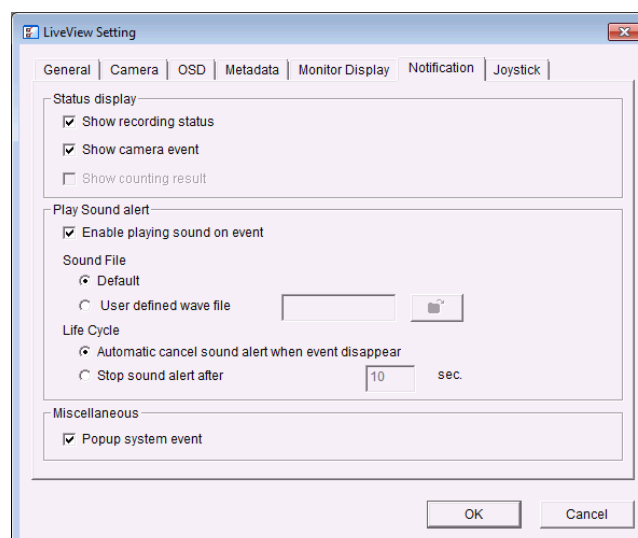 LiveView Setting
General Camera OSD Metadata Monitor Display Notification Joystick
Status display
Show recording status
Show camera event
Show counting result
Play Sound alert
Enable playing sound on event
Sound File
Default
User defined wave file
Life Cycle
Automatic cancel sound alert when event disappear
Stop sound alert after 10 sec.
Miscellaneous
Popup system event
OK Cancel